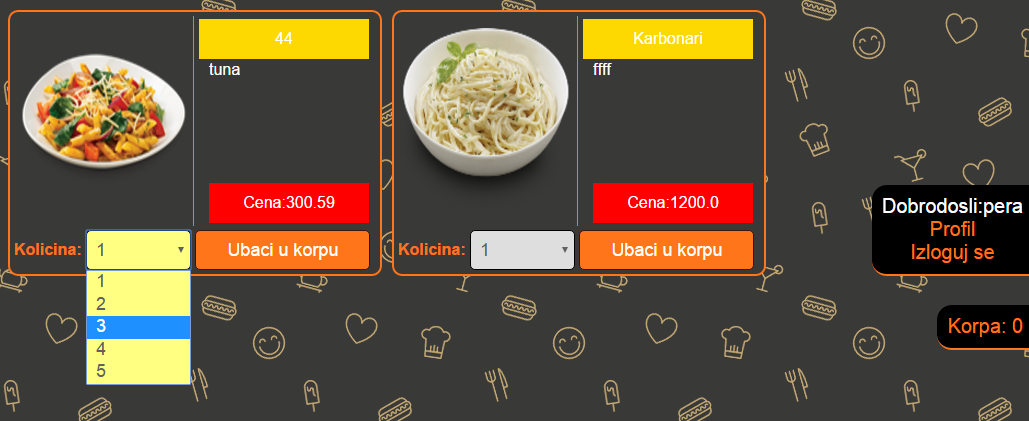 44
tuna
Cena:300.59
Kolicina:
1
Ubaci u korpu
1
2
3
4
5
Karbonari
ffff
Cena:1200.0
Kolicina:
1
Ubaci u korpu
Dobrodosli:pera
Profil
Izloguj se
Korpa: 0